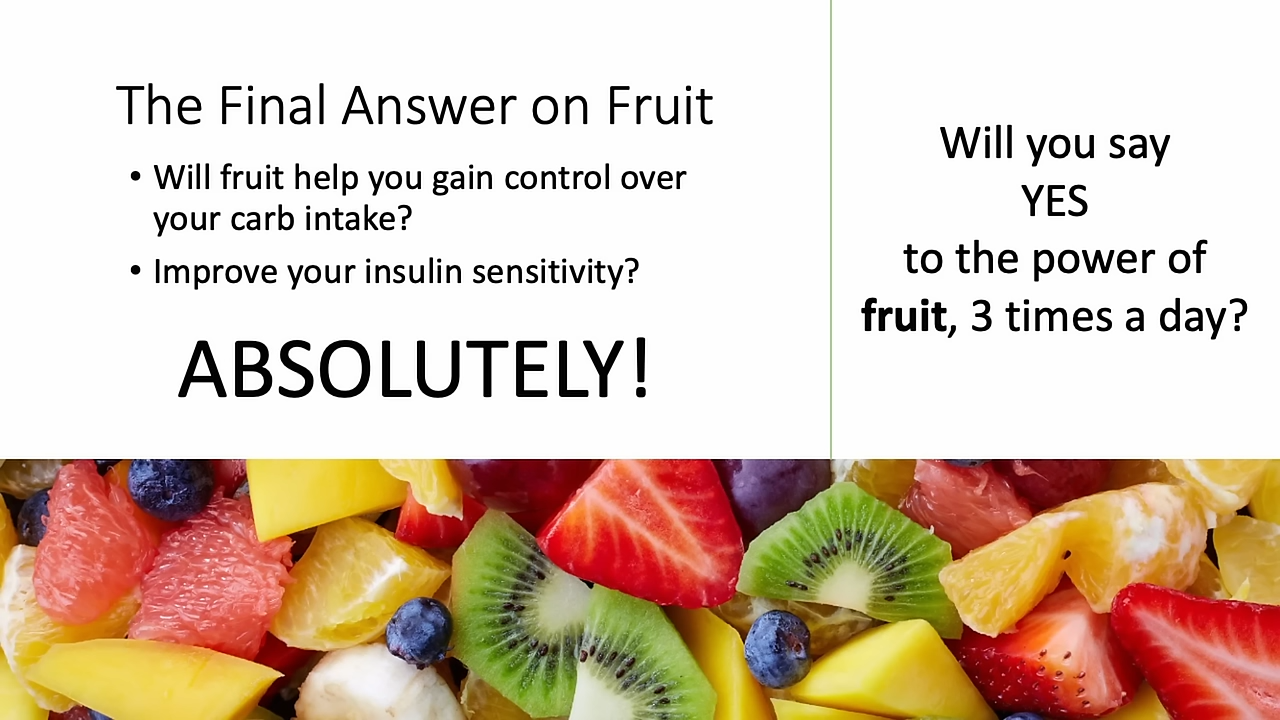 The Final Answer on Fruit
• Will fruit help you gain control over
your carb intake?
• Improve your insulin sensitivity?
ABSOLUTELY!
Will you say
YES
to the power of
fruit, 3 times a day?